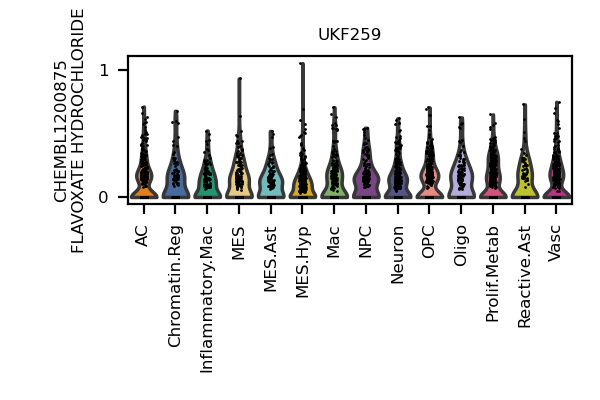 UKF259
CHEMBL1200875
FLAVOXATE HYDROCHLORIDE
1
0
AC
Chromatin.Reg
Inflammatory.Mac
MES
MES.Ast
MES.Hyp
Mac
NPC
Neuron
OPC
Oligo
Prolif.Metab
Reactive.Ast
Vasc